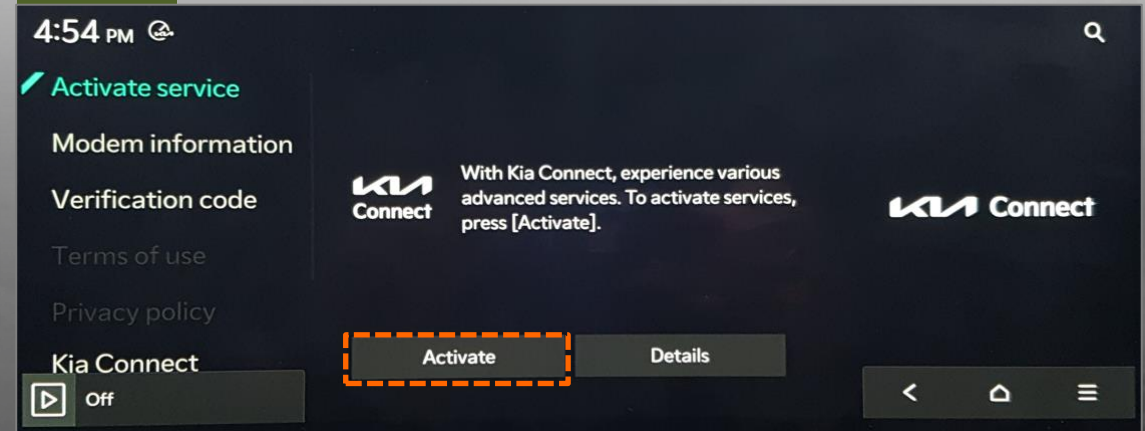 4:54 PM
Activate service
Modem information
Verification code
Terms of use
Privacy policy
Kia Connect
Off
KIA
Connect
With Kia Connect, experience various
advanced services. To activate services,
press [Activate].
Activate
Details
KIA Connect